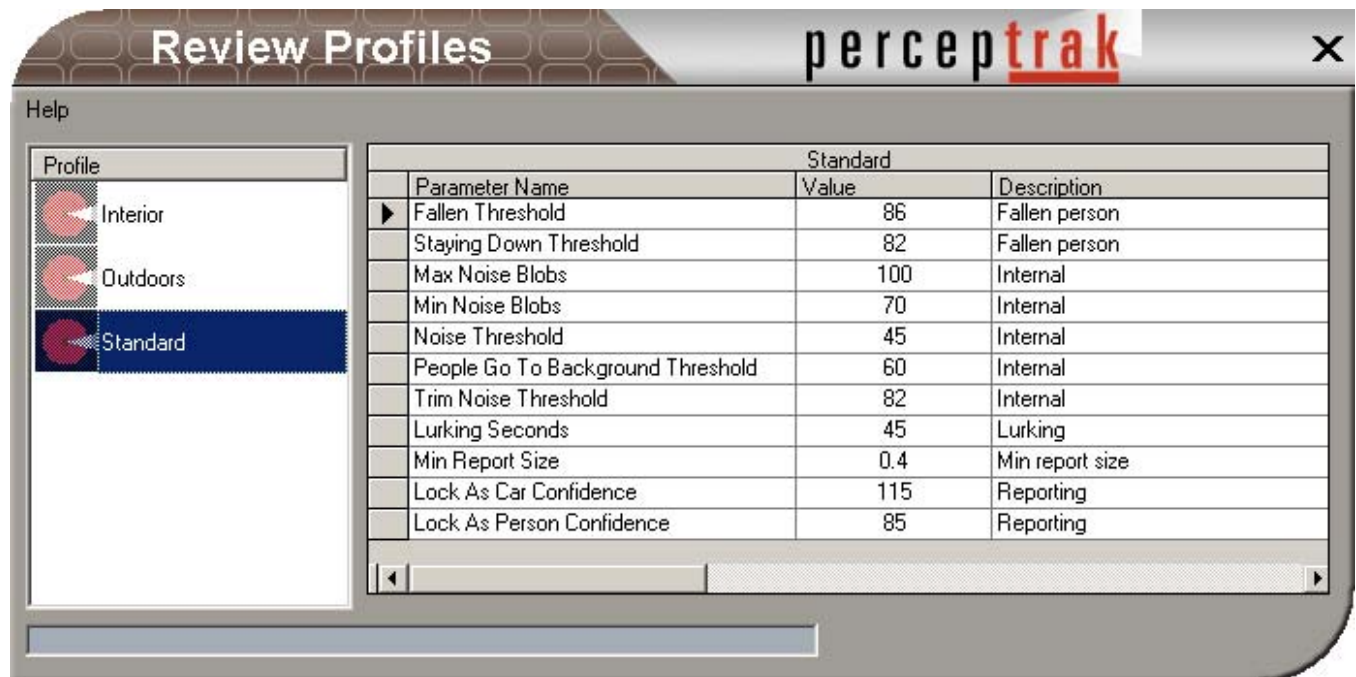 Review Profiles
perceptrak
Help
Profile
Interior
Outdoors
Standard
Standard
Parameter Name Value Description
Fallen Threshold 86 Fallen person
Staying Down Threshold 82 Fallen person
Max Noise Blobs 100 Internal
Min Noise Blobs 70 Internal
Noise Threshold 45 Internal
People Go To Background Threshold 60 Internal
Trim Noise Threshold 82 Internal
Lurking Seconds 45 Lurking
Min Report Size 0.4 Min report size
Lock As Car Confidence 115 Reporting
Lock As Person Confidence 85 Reporting